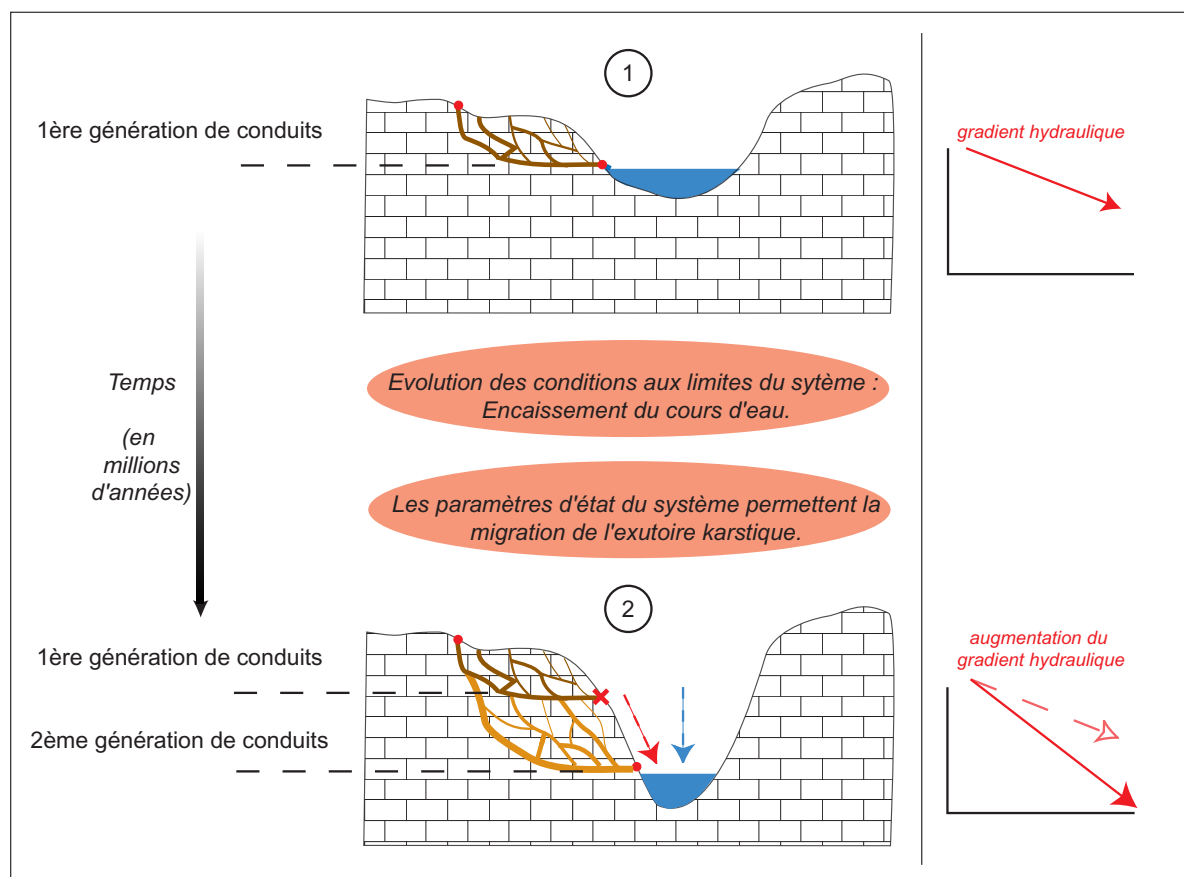 1
1ère génération de conduits
gradient hydraulique
Evolution des conditions aux limites du sytème :
Encaissement du cours d'eau.
Temps
(en
millions
d'années)
Les paramètres d'état du système permettent la
migration de l'exutoire karstique.
2
1ère génération de conduits
2ème génération de conduits
augmentation du
gradient hydraulique